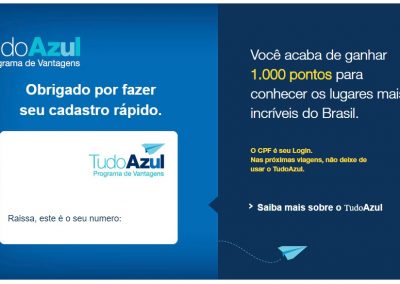 TudoAzul
Programa de Vantagens
Obrigado por fazer
seu cadastro rápido.
TudoAzul
Programa de Vantagens
Raissa, este é o seu numero:
Você acaba de ganhar
1.000 pontos para
conhecer os lugares mais
incríveis do Brasil.
O CPF é seu Login.
Nas próximas viagens, não deixe de
usar o TudoAzul.
> Saiba mais sobre o TudoAzul